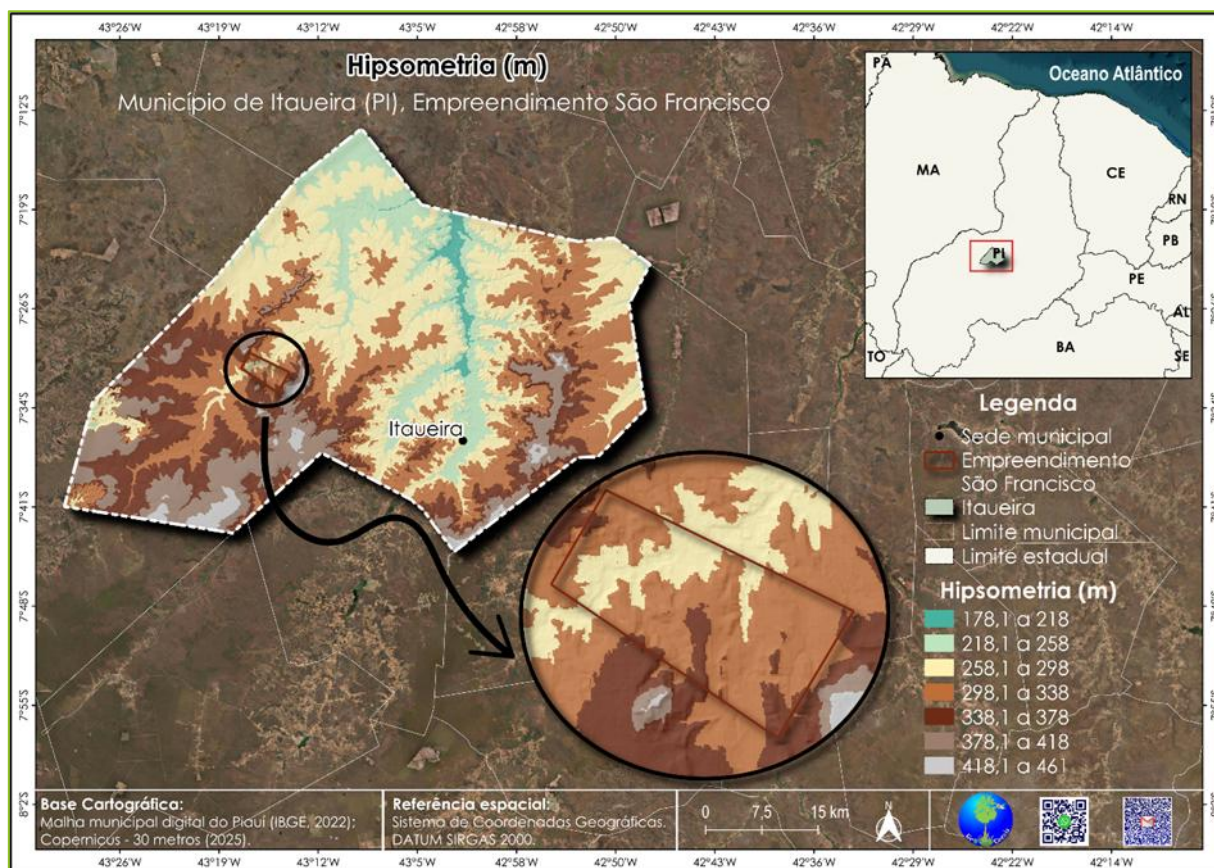 43°26'W 43°19'W 43°12'W 43°5'W 42°58'W 42°50'W 42°43'W 42°36'W 42°29'W 42°22'W 42°14'W
Hipsometria (m)
Município de Itaueira (PI), Empreendimento São Francisco
Oceano Atlântico
PA
MA
CE
RN
PB
PI
PE
AL
TO
BA
SE
7°12'S
7°19'S
7°26'S
7°34'S
7°41'S
7°48'S
7°55'S
8°2'S
Itaueira
Legenda
Sede municipal
Empreendimento
São Francisco
Itaueira
Limite municipal
Limite estadual
Hipsometria (m)
178,1 a 218
218,1 a 258
258,1 a 298
298,1 a 338
338,1 a 378
378,1 a 418
418,1 a 461
Base Cartográfica:
Malha municipal digital do Piauí (IBGE, 2022);
Copernicos - 30 metros (2025).
Referência espacial:
Sistema de Coordenadas Geográficas.
DATUM SIRGAS 2000.
0 7,5 15 km
N
43°26'W 43°19'W 43°12'W 43°5'W 42°58'W 42°50'W 42°43'W 42°36'W 42°29'W 42°22'W 42°14'W